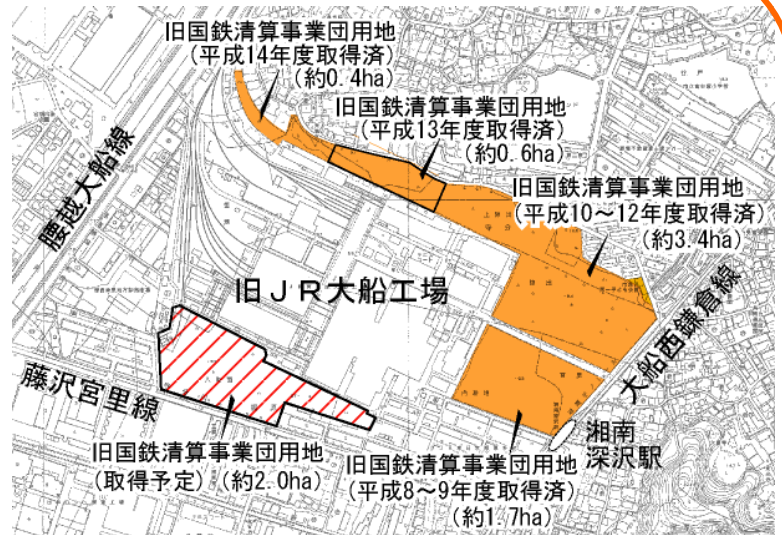 旧国鉄清算事業団用地
(平成14年度取得済)
(約0.4ha)
旧国鉄清算事業団用地
(平成13年度取得済)
(約0.6ha)
旧国鉄清算事業団用地
(平成10～12年度取得済)
(約3.4ha)
腰越大船線
旧ＪＲ大船工場
大船西鎌倉線
藤沢宮里線
湘南
深沢駅
旧国鉄清算事業団用地
(取得予定)(約2.0ha)
旧国鉄清算事業団用地
(平成8～9年度取得済)
(約1.7ha)